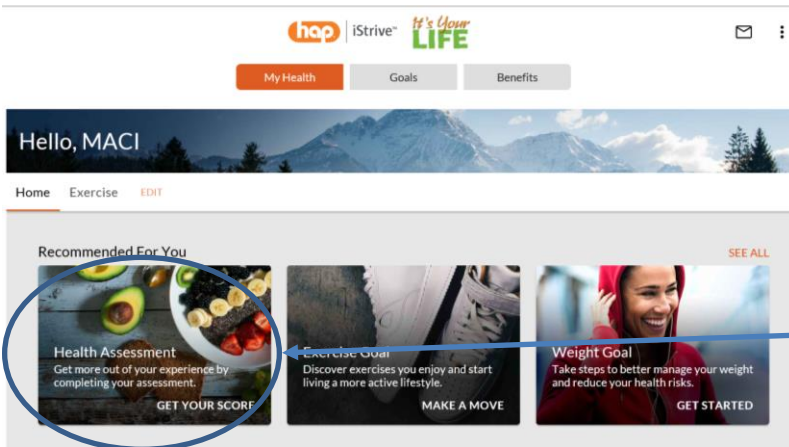 hap iStrive™ It's Your LIFE
My Health Goals Benefits
Hello, MACI
Home Exercise EDIT
Recommended For You SEE ALL
Health Assessment
Get more out of your experience by
completing your assessment.
GET YOUR SCORE
Exercise Goal
Discover exercises you enjoy and start
living a more active lifestyle.
MAKE A MOVE
Weight Goal
Take steps to better manage your weight
and reduce your health risks.
GET STARTED